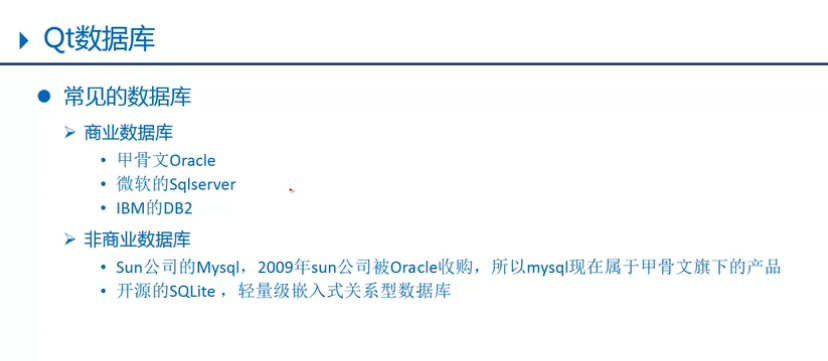 Qt数据库
常见的数据库
商业数据库
甲骨文Oracle
微软的Sqlserver
IBM的DB2
非商业数据库
Sun公司的Mysql，2009年sun公司被Oracle收购，所以mysql现在属于甲骨文旗下的产品
开源的SQLite ，轻量级嵌入式关系型数据库